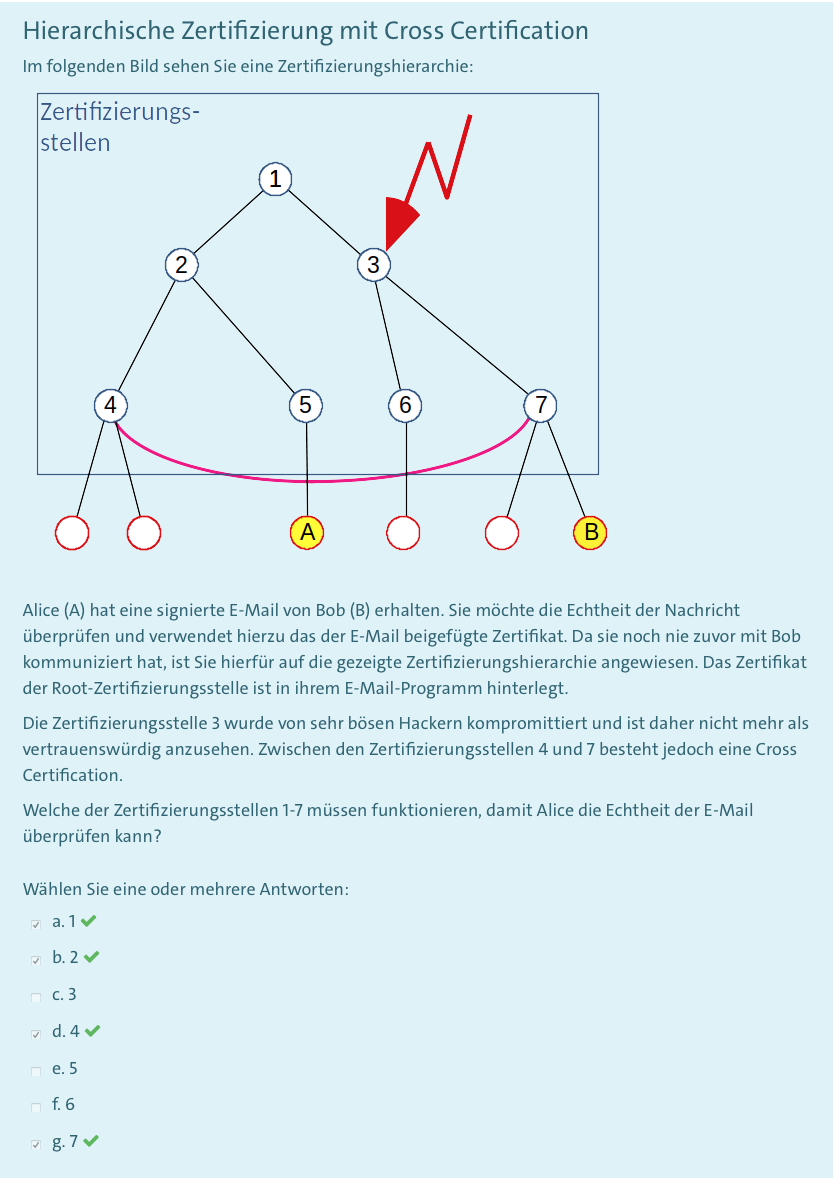 Hierarchische Zertifizierung mit Cross Certification
Im folgenden Bild sehen Sie eine Zertifizierungshierarchie:
Zertifizierungs-
stellen
1
2
3
4
5
6
7
A
B
Alice (A) hat eine signierte E-Mail von Bob (B) erhalten. Sie möchte die Echtheit der Nachricht
überprüfen und verwendet hierzu das der E-Mail beigefügte Zertifikat. Da sie noch nie zuvor mit Bob
kommuniziert hat, ist Sie hierfür auf die gezeigte Zertifizierungshierarchie angewiesen. Das Zertifikat
der Root-Zertifizierungsstelle ist in ihrem E-Mail-Programm hinterlegt.
Die Zertifizierungsstelle 3 wurde von sehr bösen Hackern kompromittiert und ist daher nicht mehr als
vertrauenswürdig anzusehen. Zwischen den Zertifizierungsstellen 4 und 7 besteht jedoch eine Cross
Certification.
Welche der Zertifizierungsstellen 1-7 müssen funktionieren, damit Alice die Echtheit der E-Mail
überprüfen kann?
Wählen Sie eine oder mehrere Antworten:
a. 1
b. 2
c. 3
d. 4
e. 5
f. 6
g. 7